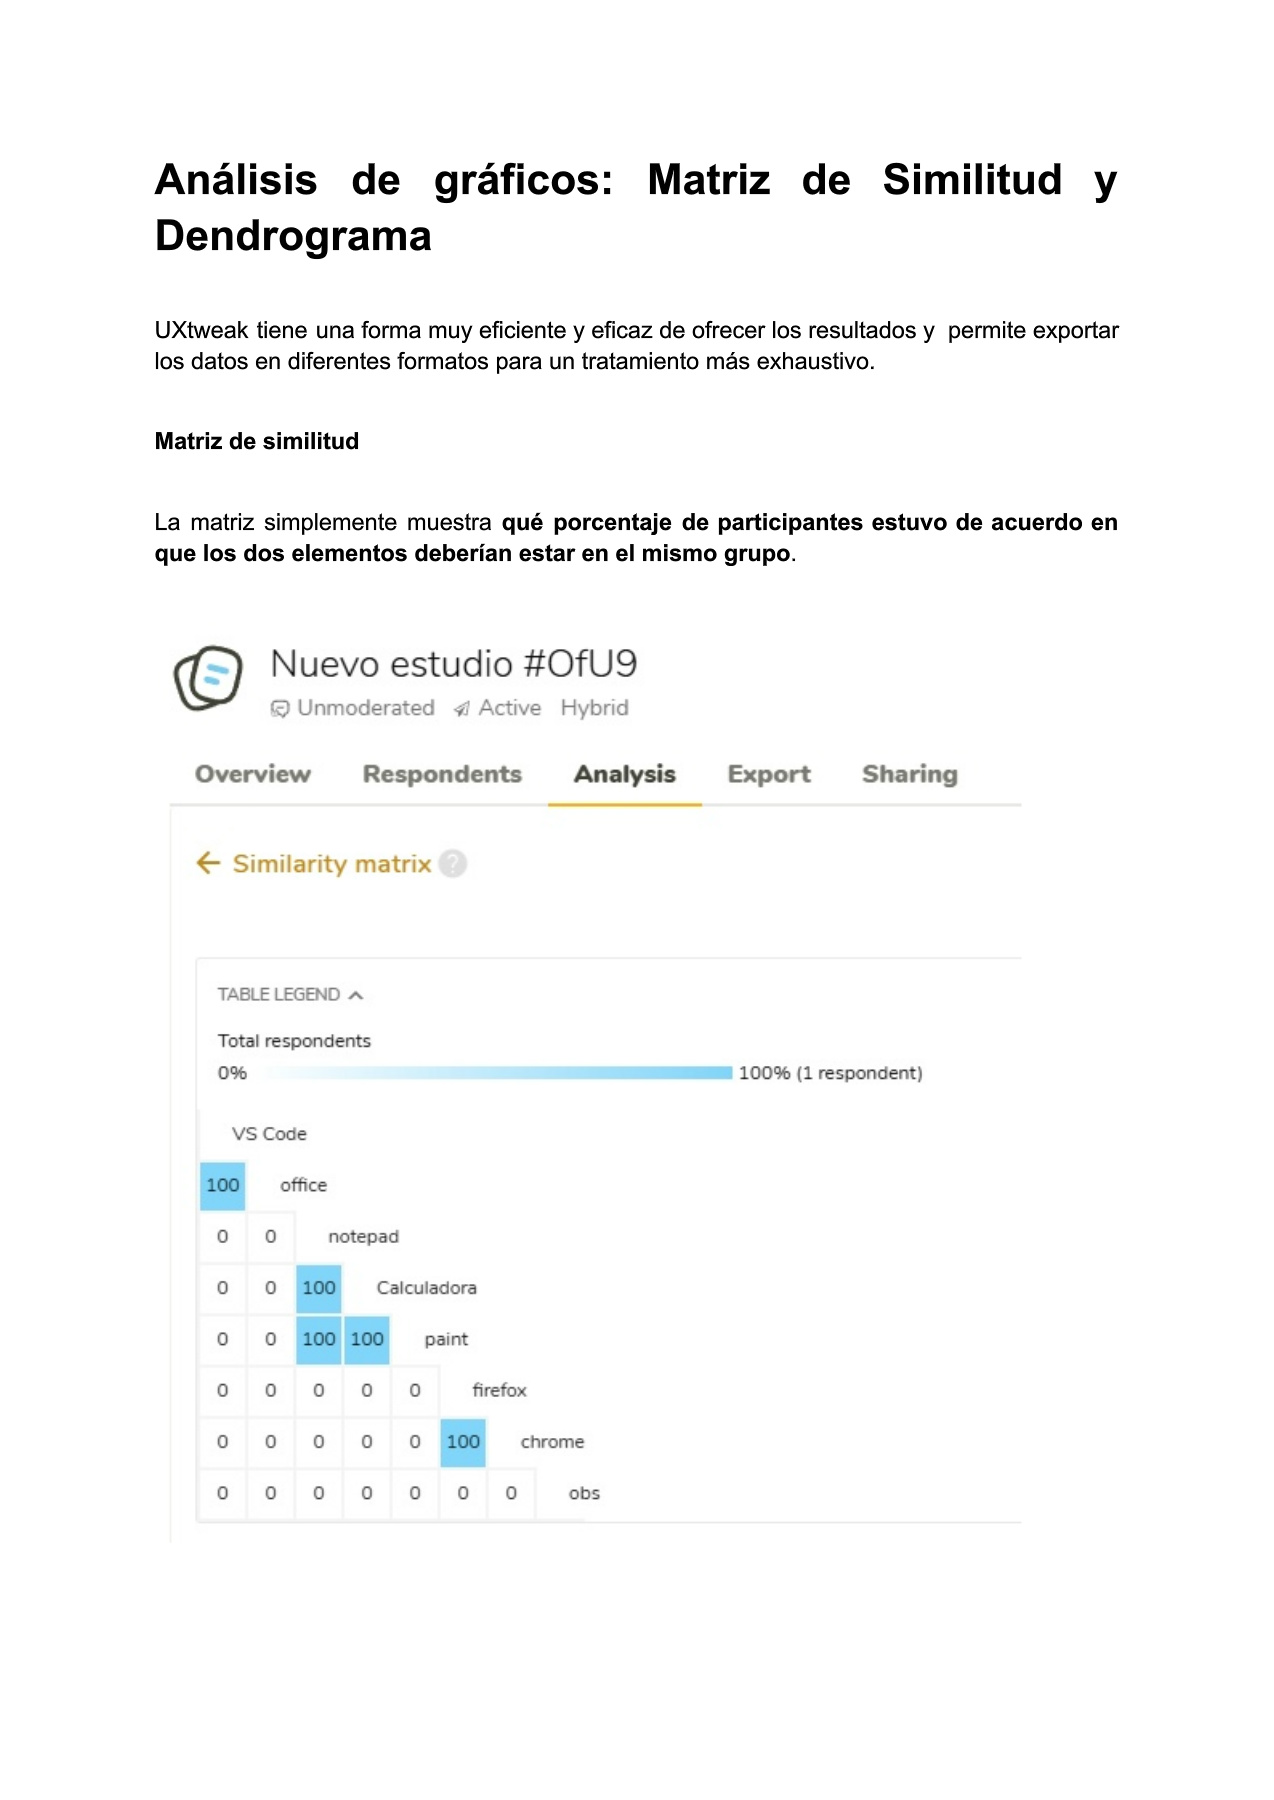 Análisis de gráficos: Matriz de Similitud y
Dendrograma
UXtweak tiene una forma muy eficiente y eficaz de ofrecer los resultados y  permite exportar
los datos en diferentes formatos para un tratamiento más exhaustivo.
Matriz de similitud
La matriz simplemente muestra qué porcentaje de participantes estuvo de acuerdo en
que los dos elementos deberían estar en el mismo grupo.
Nuevo estudio #OfU9
Unmoderated Active Hybrid
Overview Respondents Analysis Export Sharing
← Similarity matrix ?
TABLE LEGEND
Total respondents
0% 100% (1 respondent)
VS Code
100 office
0 0 notepad
0 0 100 Calculadora
0 0 100 100 paint
0 0 0 0 0 firefox
0 0 0 0 0 100 chrome
0 0 0 0 0 0 0 obs